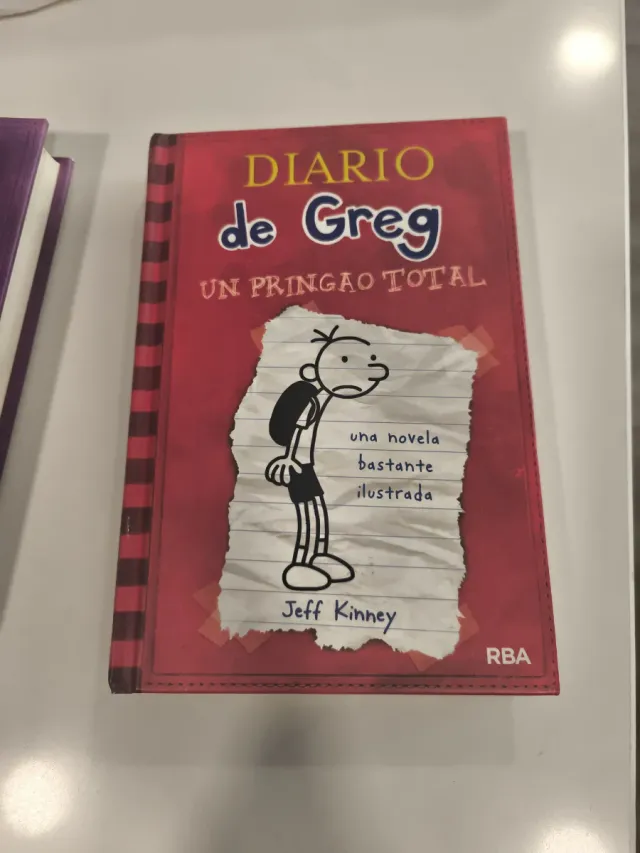 DIARIO
de Greg
UN PRINGAO TOTAL
una novela
bastante
ilustrada
Jeff Kinney
RBA